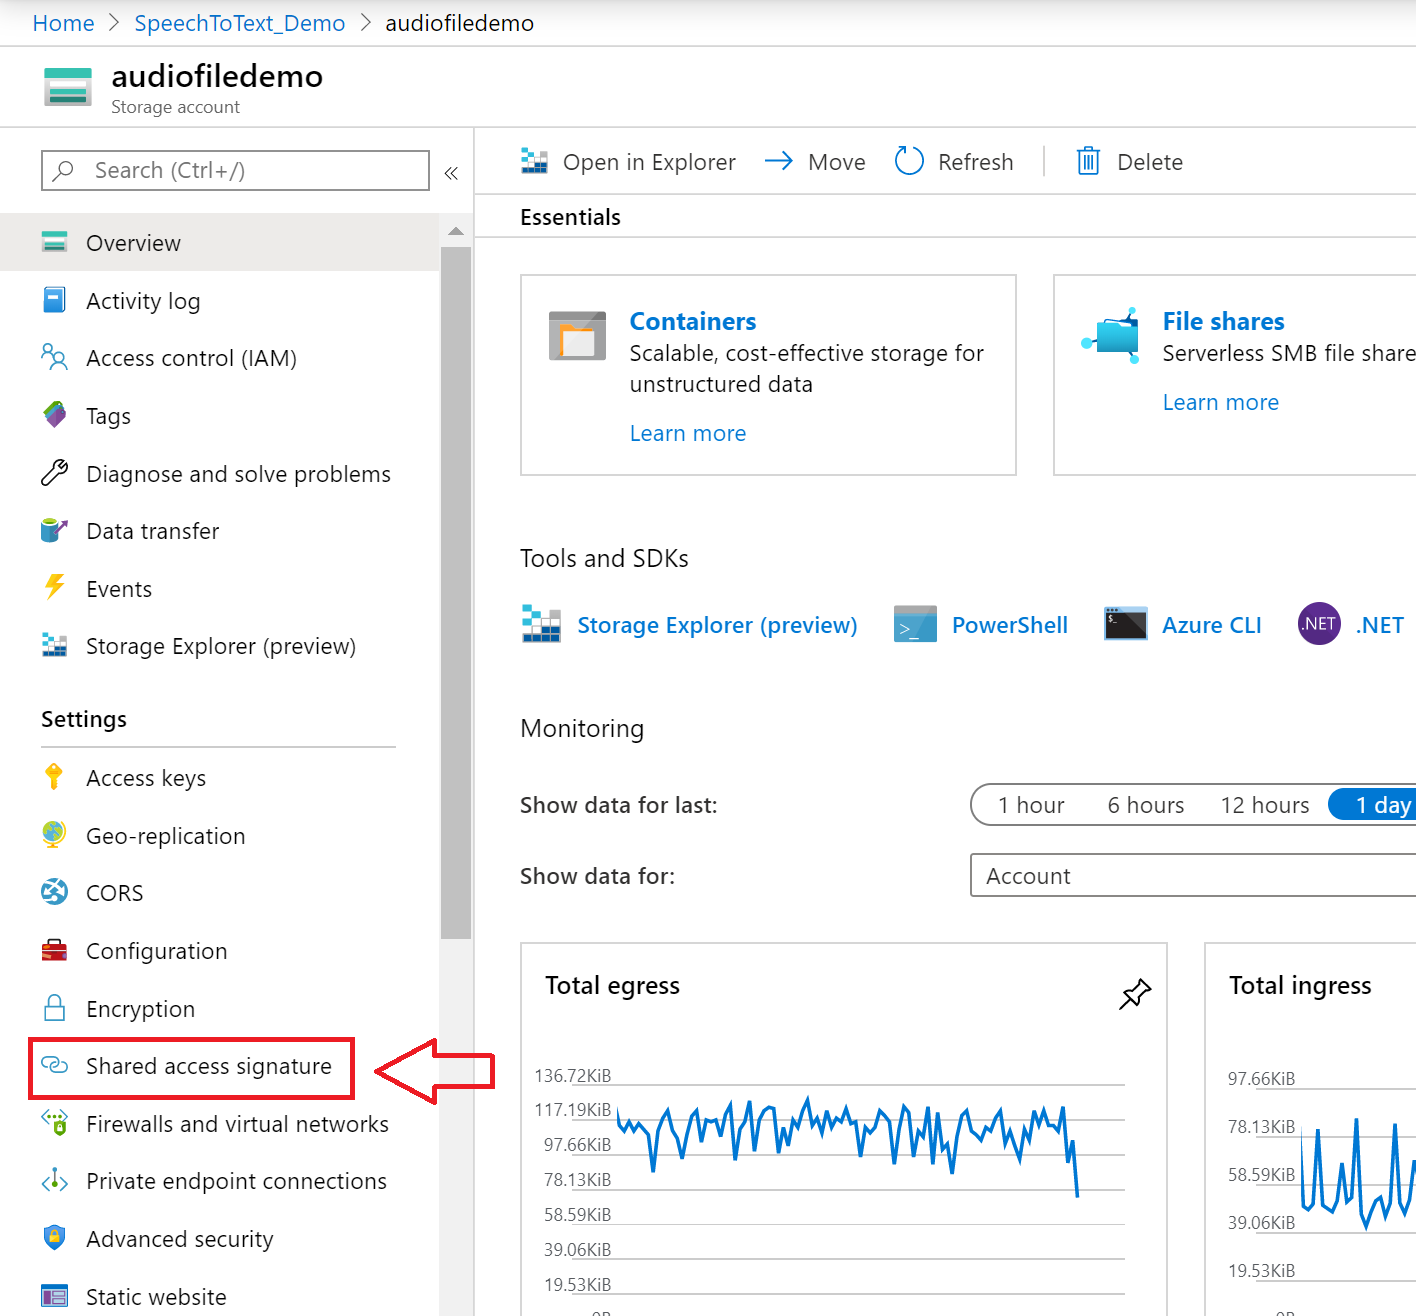 Home > SpeechToText_Demo > audiofiledemo
audiofiledemo
Storage account
Search (Ctrl+/)
«
Overview
Activity log
Access control (IAM)
Tags
Diagnose and solve problems
Data transfer
Events
Storage Explorer (preview)
Settings
Access keys
Geo-replication
CORS
Configuration
Encryption
Shared access signature
Firewalls and virtual networks
Private endpoint connections
Advanced security
Static website
Open in Explorer
Move
Refresh
Delete
Essentials
Containers
Scalable, cost-effective storage for
unstructured data
Learn more
File shares
Serverless SMB file share
Learn more
Tools and SDKs
Storage Explorer (preview)
PowerShell
Azure CLI
.NET
.NET
Monitoring
Show data for last:
1 hour
6 hours
12 hours
1 day
Show data for:
Account
Total egress
136.72KiB
117.19KiB
97.66KiB
78.13KiB
58.59KiB
39.06KiB
19.53KiB
0B
Total ingress
97.66KiB
78.13KiB
58.59KiB
39.06KiB
19.53KiB
0B